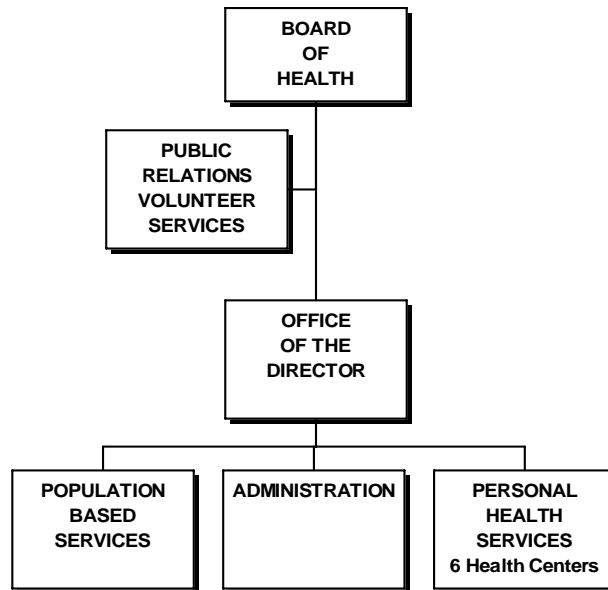 BOARD
OF
HEALTH
PUBLIC
RELATIONS
VOLUNTEER
SERVICES
OFFICE
OF THE
DIRECTOR
POPULATION
BASED
SERVICES
ADMINISTRATION
PERSONAL
HEALTH
SERVICES
6 Health Centers